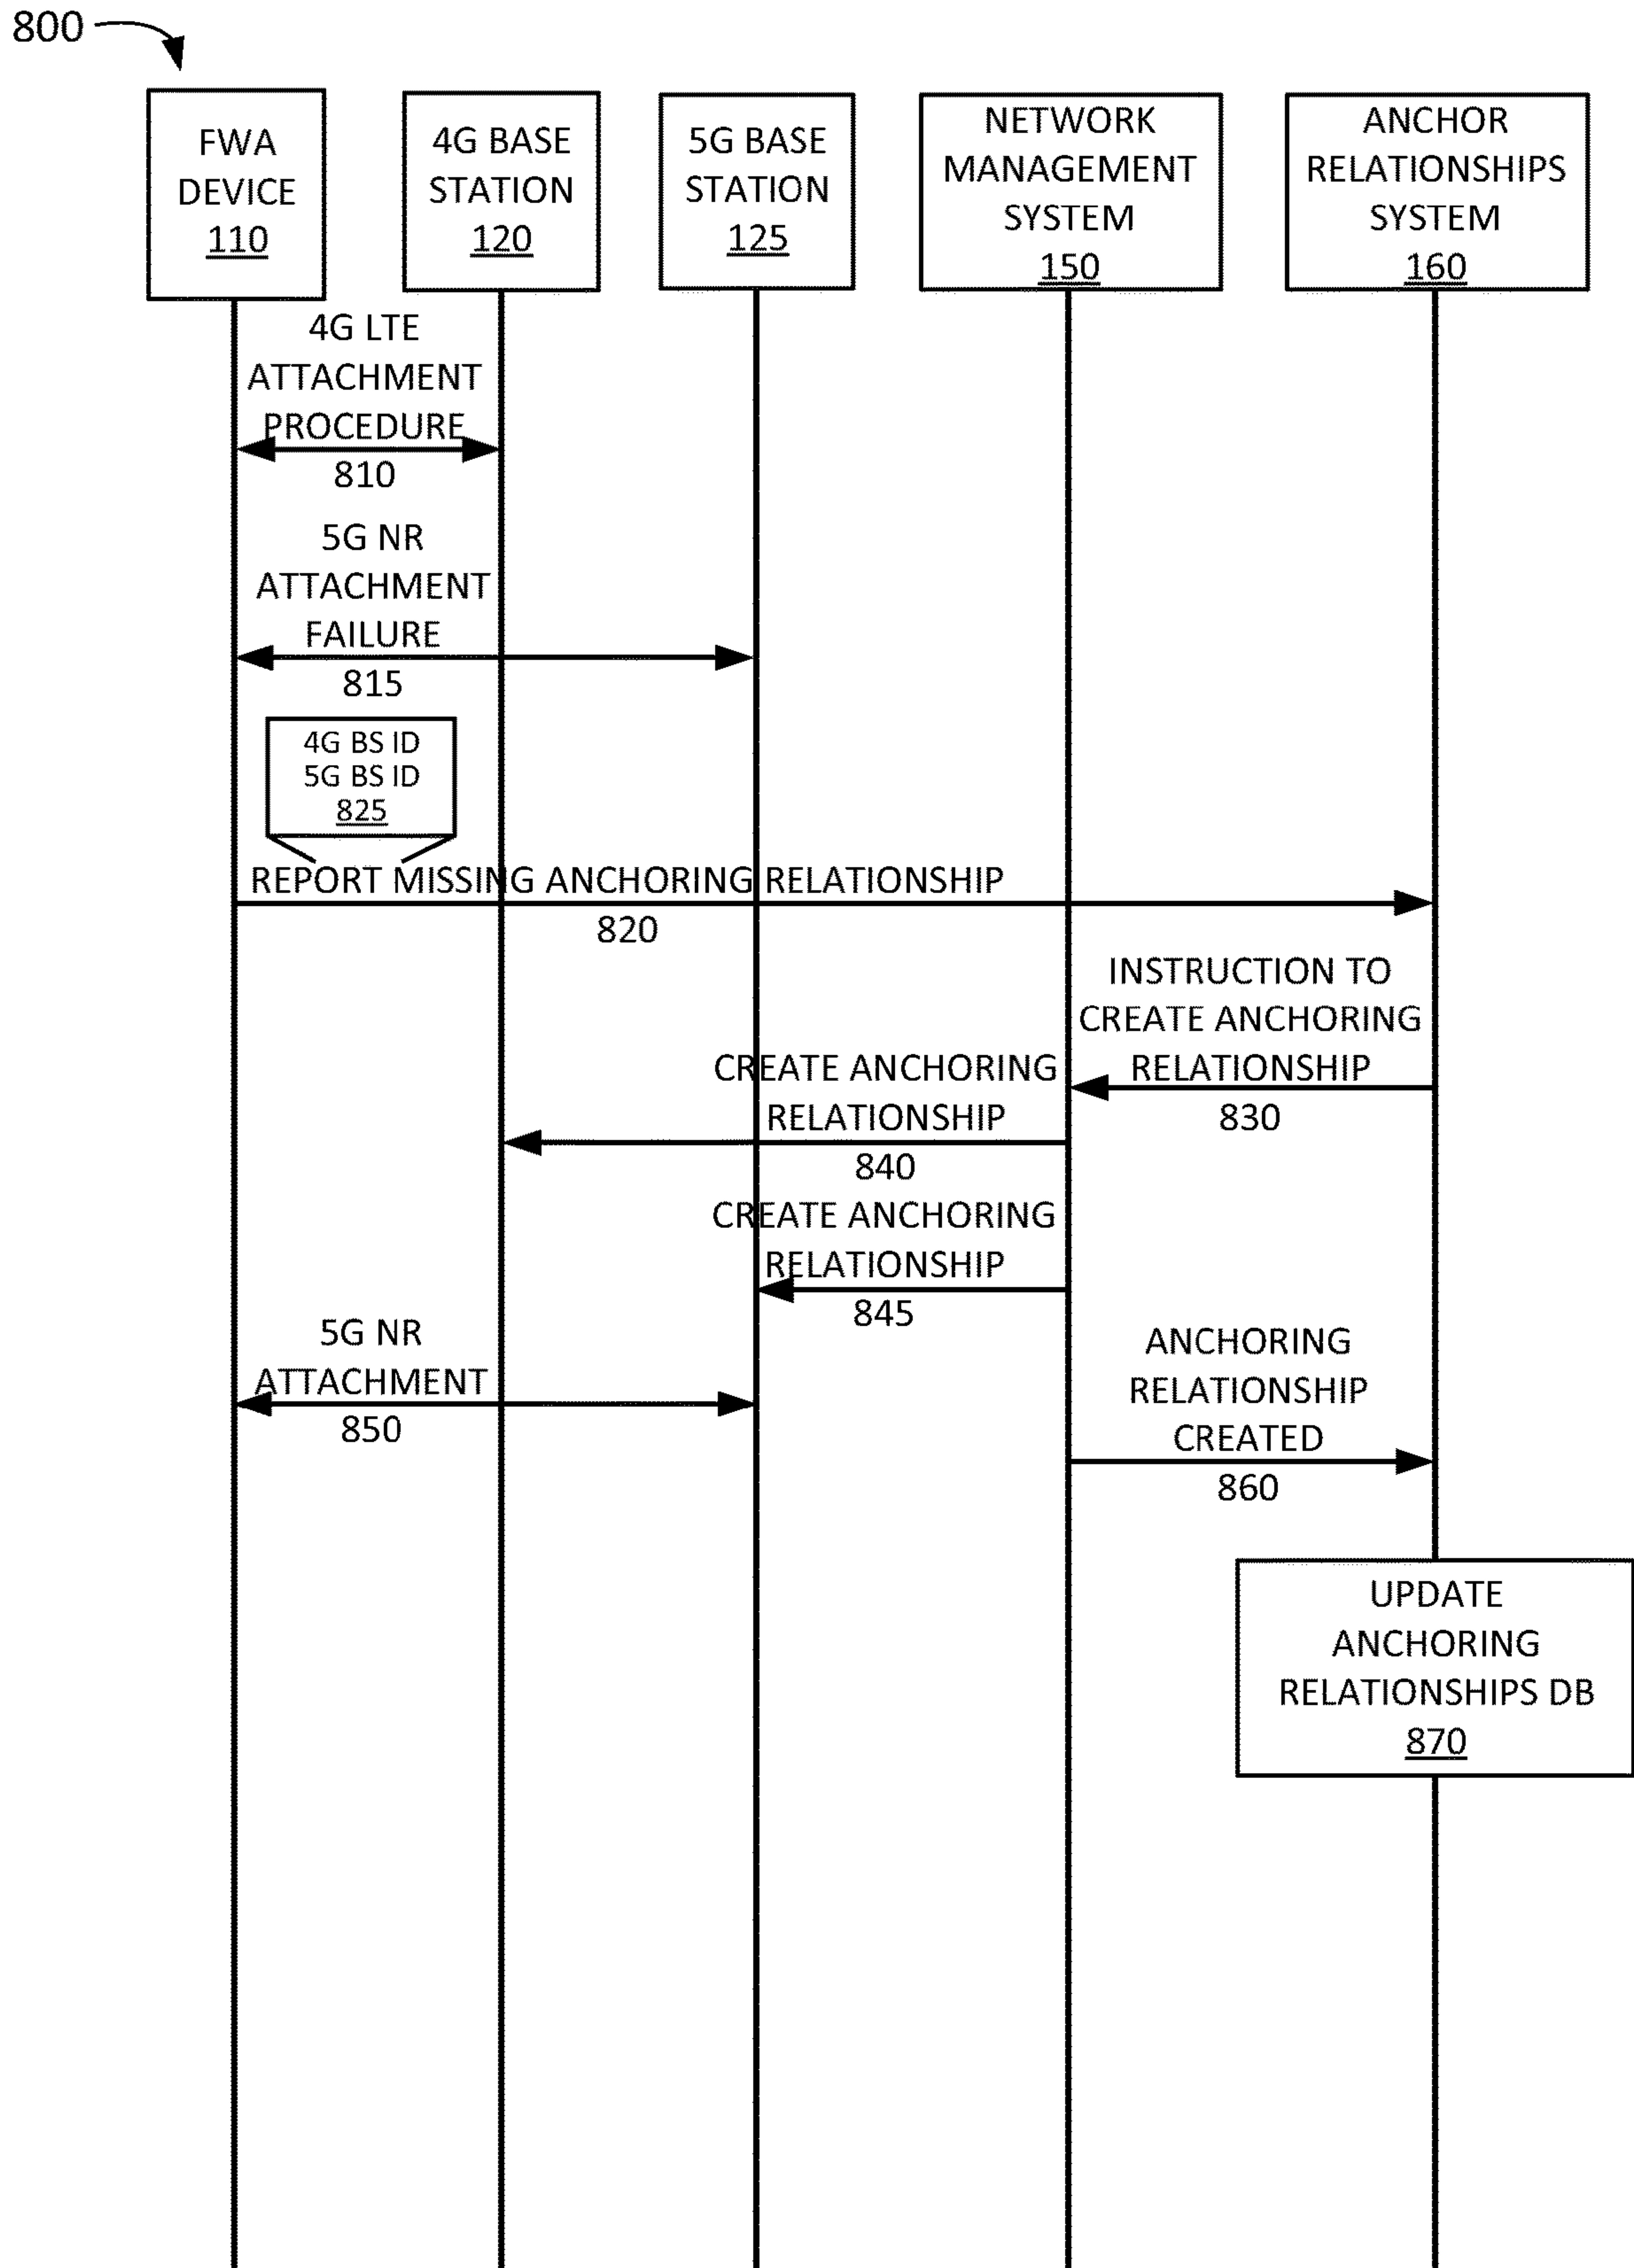 800
FWA
DEVICE
110
4G BASE
STATION
120
5G BASE
STATION
125
NETWORK
MANAGEMENT
SYSTEM
150
ANCHOR
RELATIONSHIPS
SYSTEM
160
4G LTE
ATTACHMENT
PROCEDURE
810
5G NR
ATTACHMENT
FAILURE
815
4G BS ID
5G BS ID
825
REPORT MISSING ANCHORING RELATIONSHIP
820
INSTRUCTION TO
CREATE ANCHORING
RELATIONSHIP
830
CREATE ANCHORING
RELATIONSHIP
840
CREATE ANCHORING
RELATIONSHIP
845
5G NR
ATTACHMENT
850
ANCHORING
RELATIONSHIP
CREATED
860
UPDATE
ANCHORING
RELATIONSHIPS DB
870